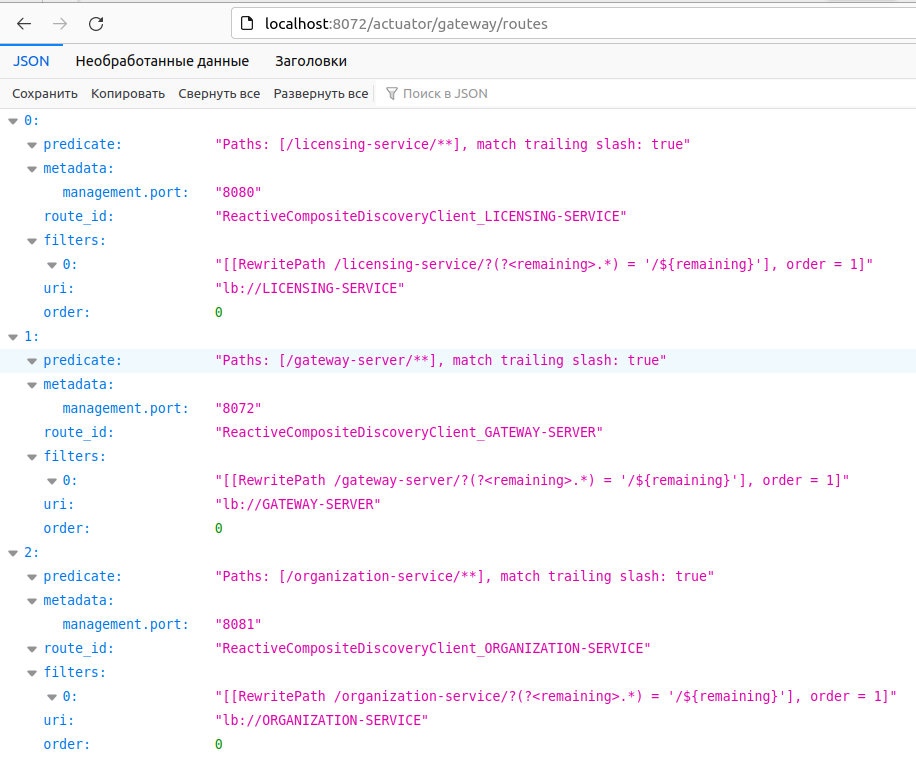 localhost:8072/actuator/gateway/routes
JSON Необработанные данные Заголовки
Сохранить Копировать Свернуть все Развернуть все Поиск в JSON
0:
predicate: "Paths: [/licensing-service/**], match trailing slash: true"
metadata:
management.port: "8080"
route_id: "ReactiveCompositeDiscoveryClient_LICENSING-SERVICE"
filters:
0: "[[RewritePath /licensing-service/?(?<remaining>.*) = '/${remaining}'], order = 1]"
uri: "lb://LICENSING-SERVICE"
order: 0
1:
predicate: "Paths: [/gateway-server/**], match trailing slash: true"
metadata:
management.port: "8072"
route_id: "ReactiveCompositeDiscoveryClient_GATEWAY-SERVER"
filters:
0: "[[RewritePath /gateway-server/?(?<remaining>.*) = '/${remaining}'], order = 1]"
uri: "lb://GATEWAY-SERVER"
order: 0
2:
predicate: "Paths: [/organization-service/**], match trailing slash: true"
metadata:
management.port: "8081"
route_id: "ReactiveCompositeDiscoveryClient_ORGANIZATION-SERVICE"
filters:
0: "[[RewritePath /organization-service/?(?<remaining>.*) = '/${remaining}'], order = 1]"
uri: "lb://ORGANIZATION-SERVICE"
order: 0